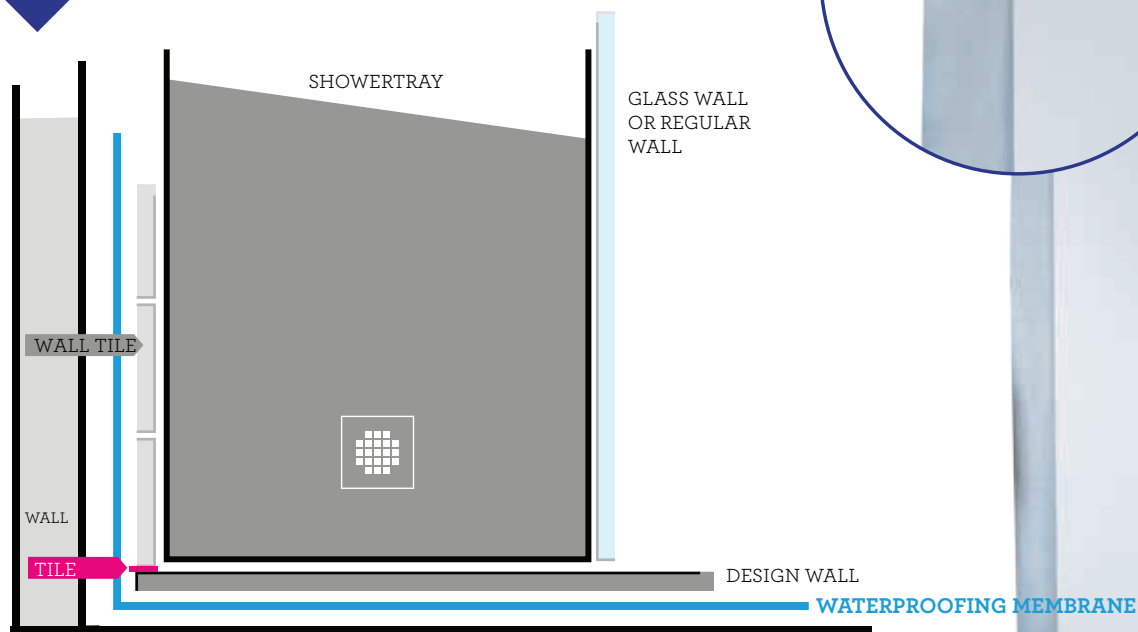 SHOWERTRAY
GLASS WALL
OR REGULAR
WALL
WALL TILE
WALL
TILE
DESIGN WALL
WATERPROOFING MEMBRANE